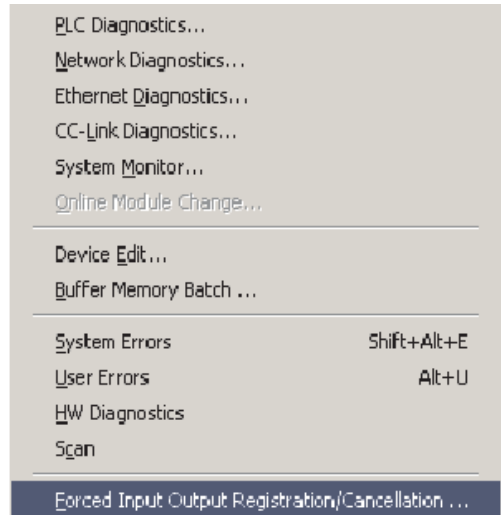 PLC Diagnostics...
Network Diagnostics...
Ethernet Diagnostics...
CC-Link Diagnostics...
System Monitor...
Online Module Change...
Device Edit...
Buffer Memory Batch ...
System Errors Shift+Alt+E
User Errors Alt+U
HW Diagnostics
Scan
Forced Input Output Registration/Cancellation ...